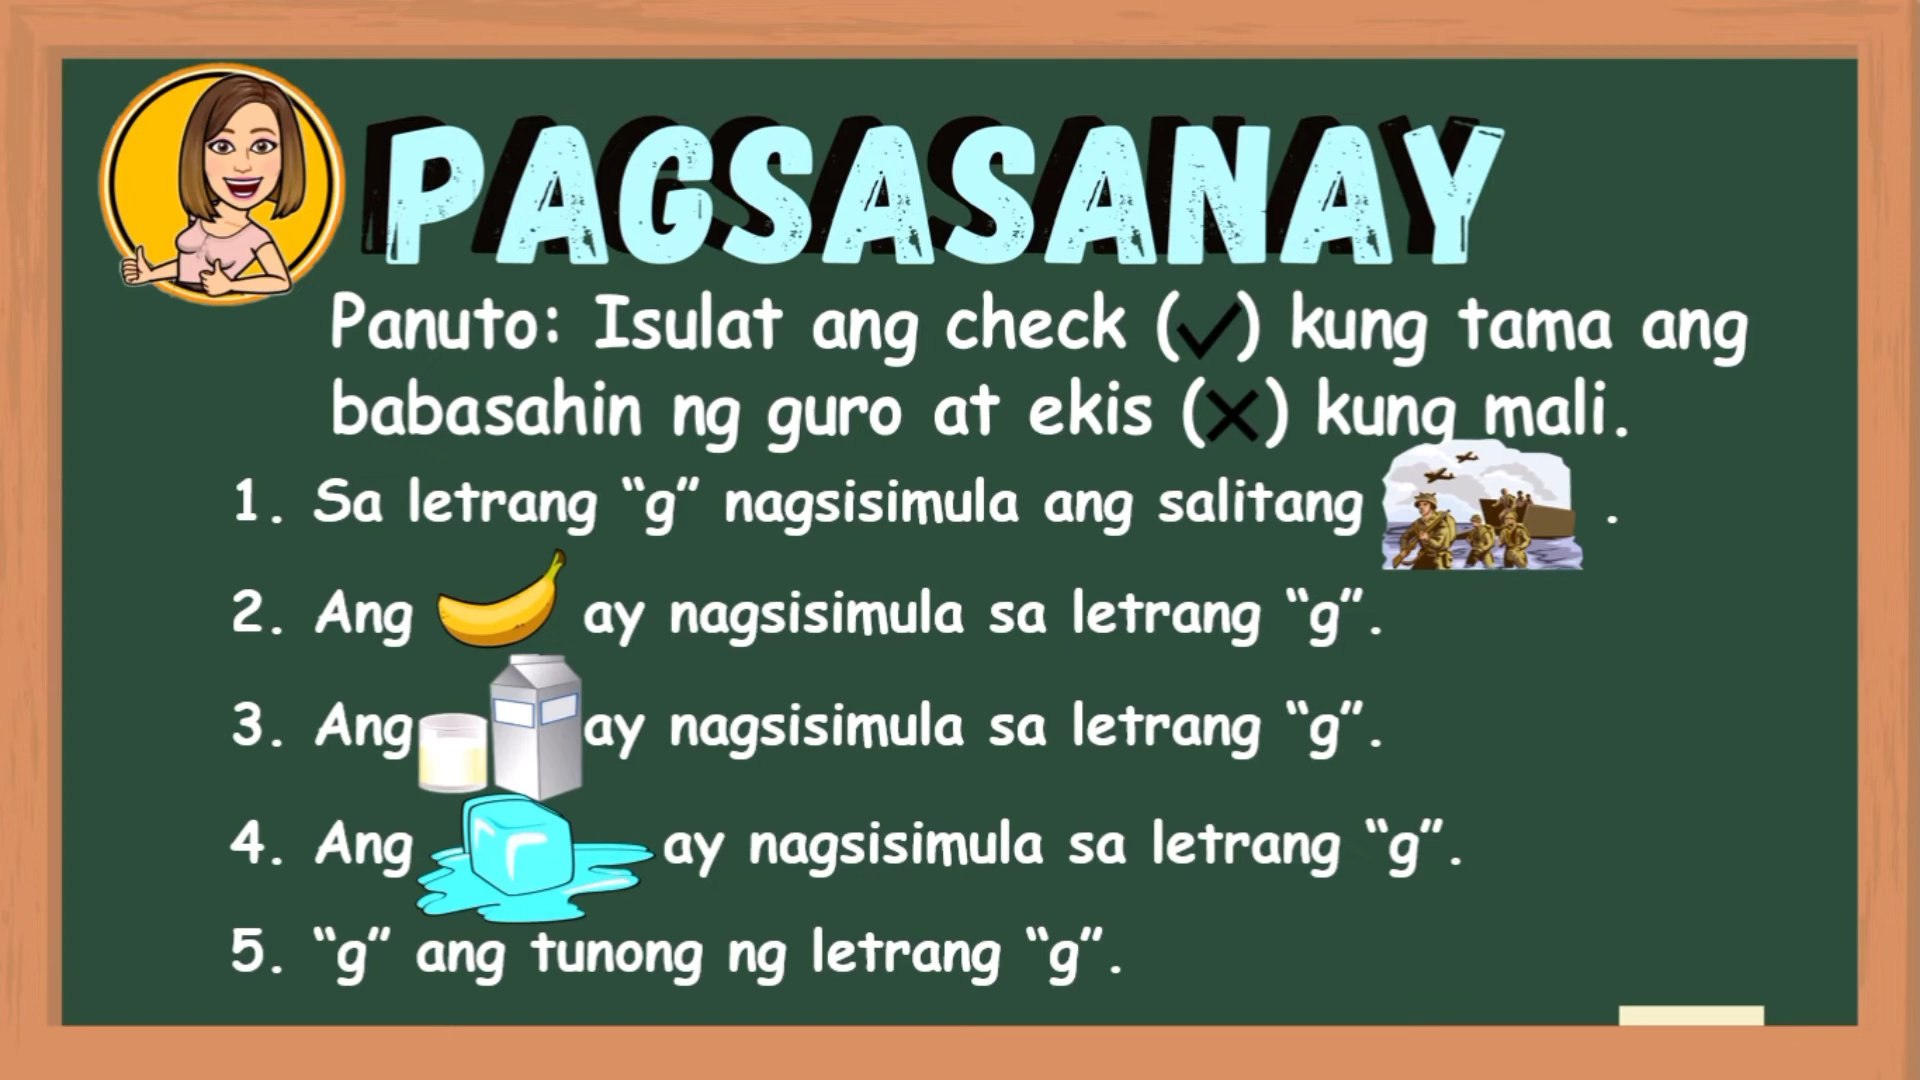 PAGSASANAY
Panuto: Isulat ang check (✓) kung tama ang
babasahin ng guro at ekis (✕) kung mali.
1. Sa letrang “g” nagsisimula ang salitang .
2. Ang ay nagsisimula sa letrang “g”.
3. Ang ay nagsisimula sa letrang “g”.
4. Ang ay nagsisimula sa letrang “g”.
5. “g” ang tunong ng letrang “g”.